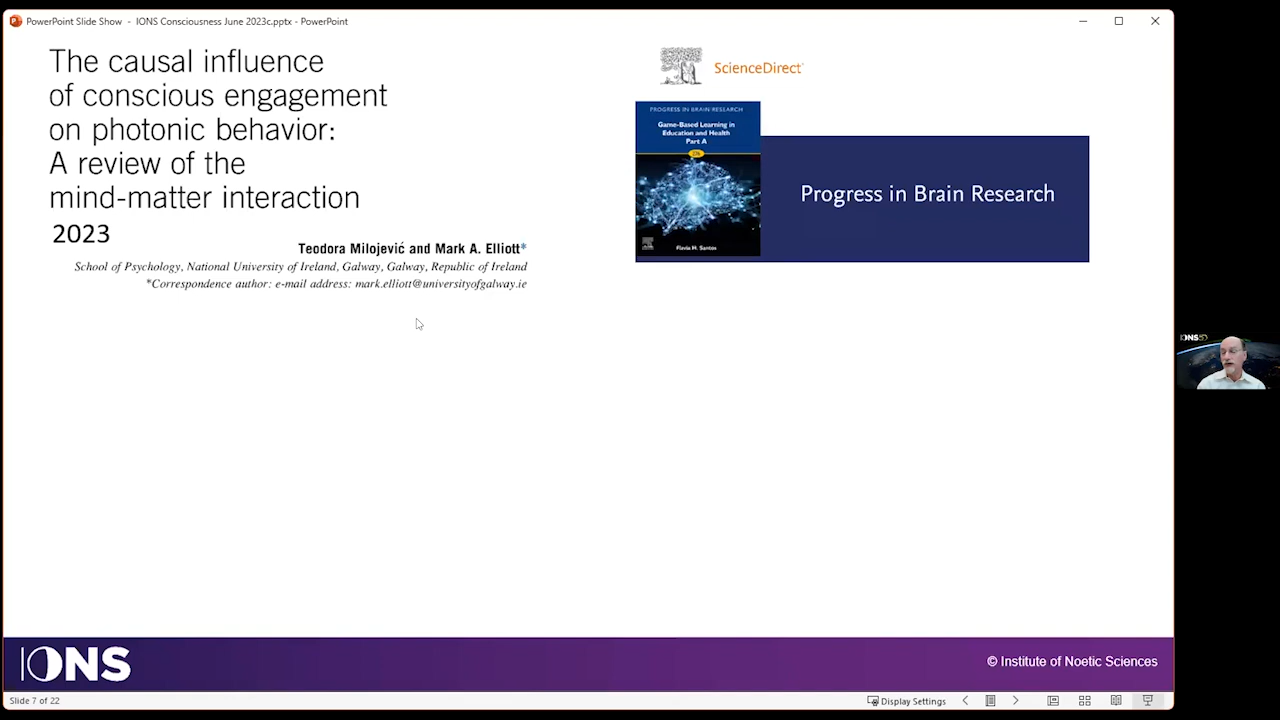 PowerPoint Slide Show - IONS Consciousness June 2023c.pptx - PowerPoint
The causal influence
of conscious engagement
on photonic behavior:
A review of the
mind-matter interaction
2023
Teodora Milojević and Mark A. Elliott*
School of Psychology, National University of Ireland, Galway, Galway, Republic of Ireland
*Correspondence author: e-mail address: mark.elliott@universityofgalway.ie
ScienceDirect
PROGRESS IN BRAIN RESEARCH
Game-Based Learning in
Education and Health
Part A
Flavia H. Santos
Progress in Brain Research
IONS
IONS
© Institute of Noetic Sciences
Slide 7 of 22
Display Settings